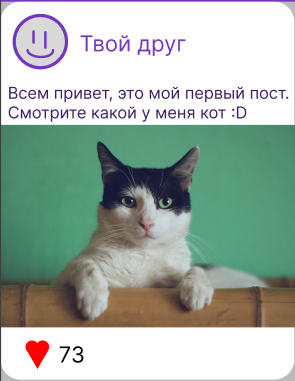 Твой друг
Всем привет, это мой первый пост.
Смотрите какой у меня кот :D
73